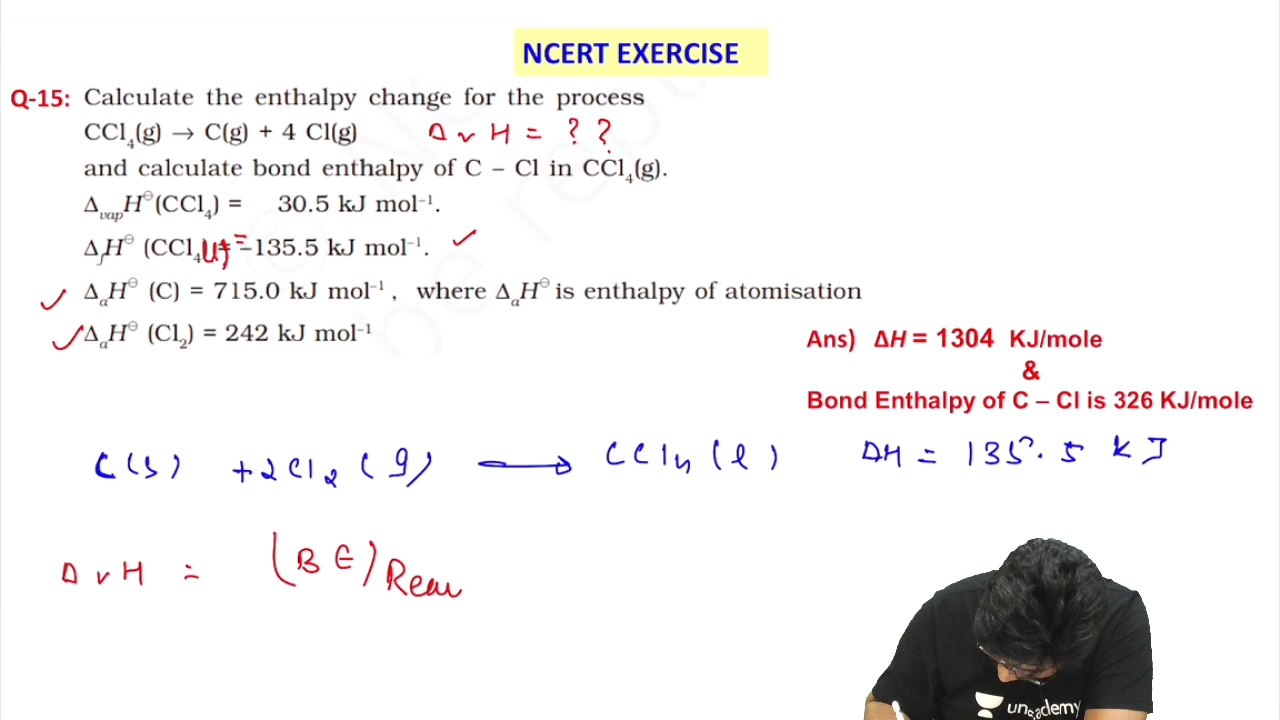 NCERT EXERCISE
Q-15: Calculate the enthalpy change for the process
CCl₄(g) → C(g) + 4 Cl(g) ΔrH = ??
and calculate bond enthalpy of C – Cl in CCl₄(g).
ΔvapH⊖(CCl₄) = 30.5 kJ mol⁻¹.
ΔfH⊖ (CCl₄) = –135.5 kJ mol⁻¹.
ΔaH⊖ (C) = 715.0 kJ mol⁻¹ , where ΔaH⊖ is enthalpy of atomisation
ΔaH⊖ (Cl₂) = 242 kJ mol⁻¹
Ans) ΔH = 1304 KJ/mole
&
Bond Enthalpy of C – Cl is 326 KJ/mole
C(s) + 2Cl₂(g) ⟶ CCl₄(l) ΔH = 135.5 kJ
ΔrH = (BE)Reac
unacademy